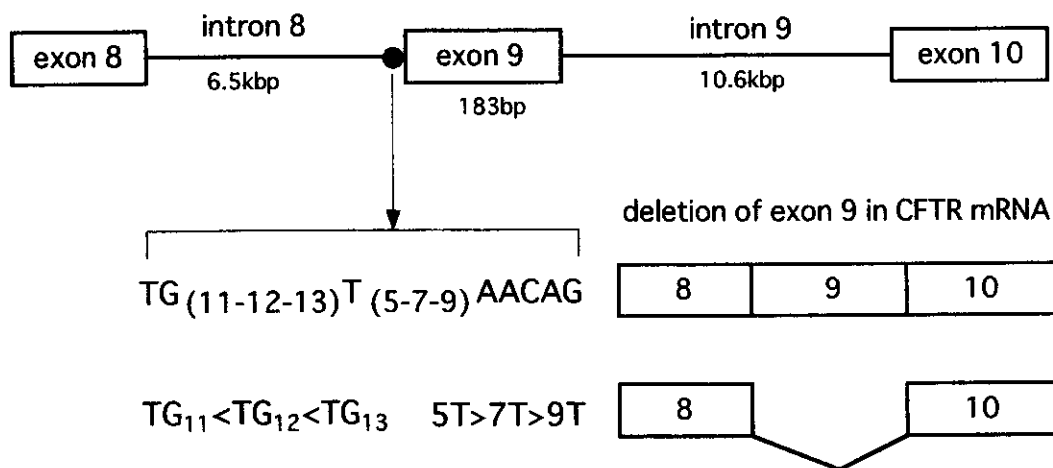 intron 8 intron 9
exon 8 exon 9 exon 10
6.5kbp 183bp 10.6kbp
deletion of exon 9 in CFTR mRNA
TG(11-12-13)T(5-7-9)AACAG 8 9 10
TG11<TG12<TG13 5T>7T>9T 8 10